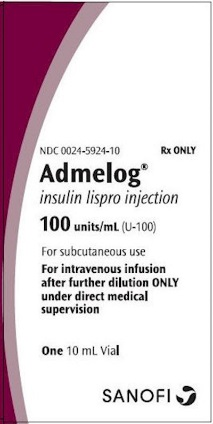 NDC 0024-5924-10 Rx ONLY
Admelog®
insulin lispro injection
100 units/mL (U-100)
For subcutaneous use
For intravenous infusion
after further dilution ONLY
under direct medical
supervision
One 10 mL Vial
SANOFI